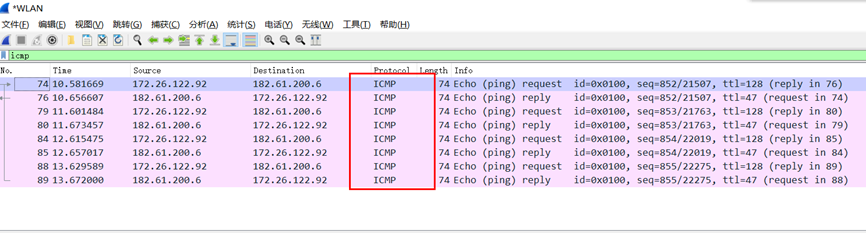 *WLAN
文件(F) 编辑(E) 视图(V) 跳转(G) 捕获(C) 分析(A) 统计(S) 电话(Y) 无线(W) 工具(T) 帮助(H)
icmp
No. Time Source Destination Protocol Length Info
74 10.581669 172.26.122.92 182.61.200.6 ICMP 74 Echo (ping) request id=0x0100, seq=852/21507, ttl=128 (reply in 76)
76 10.656607 182.61.200.6 172.26.122.92 ICMP 74 Echo (ping) reply id=0x0100, seq=852/21507, ttl=47 (request in 74)
79 11.601484 172.26.122.92 182.61.200.6 ICMP 74 Echo (ping) request id=0x0100, seq=853/21763, ttl=128 (reply in 80)
80 11.673457 182.61.200.6 172.26.122.92 ICMP 74 Echo (ping) reply id=0x0100, seq=853/21763, ttl=47 (request in 79)
84 12.615475 172.26.122.92 182.61.200.6 ICMP 74 Echo (ping) request id=0x0100, seq=854/22019, ttl=128 (reply in 85)
85 12.657017 182.61.200.6 172.26.122.92 ICMP 74 Echo (ping) reply id=0x0100, seq=854/22019, ttl=47 (request in 84)
88 13.629589 172.26.122.92 182.61.200.6 ICMP 74 Echo (ping) request id=0x0100, seq=855/22275, ttl=128 (reply in 89)
89 13.672000 182.61.200.6 172.26.122.92 ICMP 74 Echo (ping) reply id=0x0100, seq=855/22275, ttl=47 (request in 88)